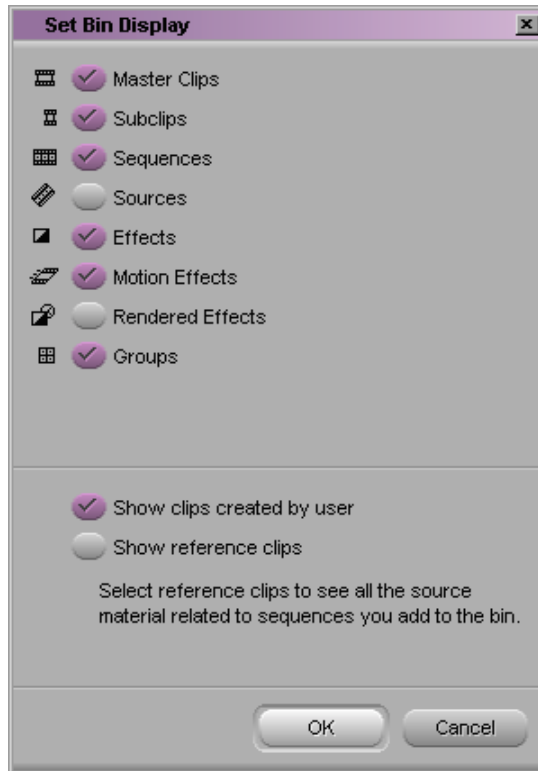 Set Bin Display
Master Clips
Subclips
Sequences
Sources
Effects
Motion Effects
Rendered Effects
Groups
Show clips created by user
Show reference clips
Select reference clips to see all the source
material related to sequences you add to the bin.
OK
Cancel